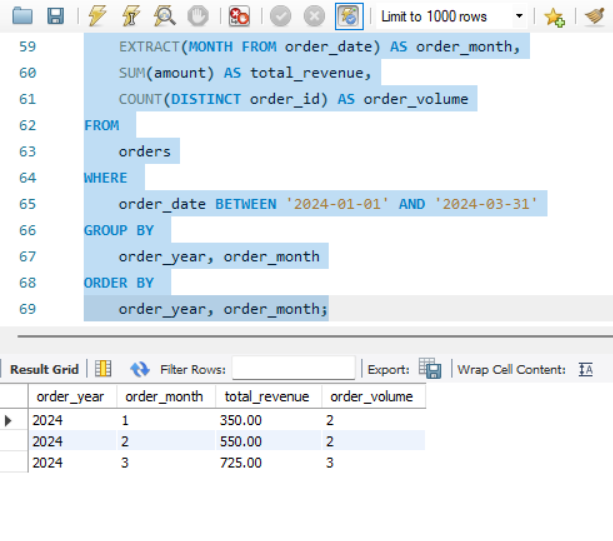 Limit to 1000 rows
59 EXTRACT(MONTH FROM order_date) AS order_month,
60 SUM(amount) AS total_revenue,
61 COUNT(DISTINCT order_id) AS order_volume
62 FROM
63 orders
64 WHERE
65 order_date BETWEEN '2024-01-01' AND '2024-03-31'
66 GROUP BY
67 order_year, order_month
68 ORDER BY
69 order_year, order_month;
Result Grid Filter Rows: Export: Wrap Cell Content: IA
order_year order_month total_revenue order_volume
2024 1 350.00 2
2024 2 550.00 2
2024 3 725.00 3